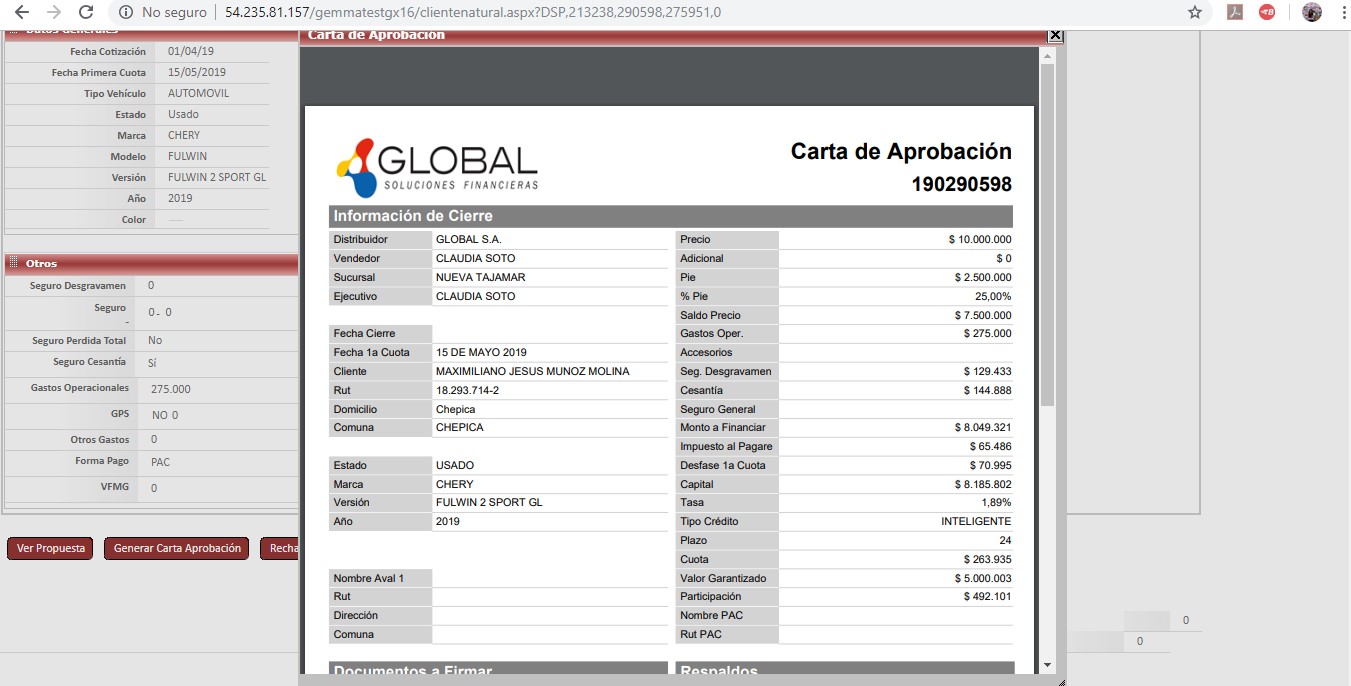 No seguro | 54.235.81.157/gemmatestgx16/clientenatural.aspx?DSP,213238,290598,275951,0
Datos Generales
Fecha Cotización 01/04/19
Fecha Primera Cuota 15/05/2019
Tipo Vehículo AUTOMOVIL
Estado Usado
Marca CHERY
Modelo FULWIN
Versión FULWIN 2 SPORT GL
Año 2019
Color ----
Otros
Seguro Desgravamen 0
Seguro - 0 - 0
Seguro Perdida Total No
Seguro Cesantía Sí
Gastos Operacionales 275.000
GPS NO 0
Otros Gastos 0
Forma Pago PAC
VFMG 0
Ver Propuesta Generar Carta Aprobación Recha
Carta de Aprobación
GLOBAL
SOLUCIONES FINANCIERAS
Carta de Aprobación
190290598
Información de Cierre
Distribuidor GLOBAL S.A.
Vendedor CLAUDIA SOTO
Sucursal NUEVA TAJAMAR
Ejecutivo CLAUDIA SOTO
Fecha Cierre
Fecha 1a Cuota 15 DE MAYO 2019
Cliente MAXIMILIANO JESUS MUNOZ MOLINA
Rut 18.293.714-2
Domicilio Chepica
Comuna CHEPICA
Estado USADO
Marca CHERY
Versión FULWIN 2 SPORT GL
Año 2019
Nombre Aval 1
Rut
Dirección
Comuna
Precio $ 10.000.000
Adicional $ 0
Pie $ 2.500.000
% Pie 25,00%
Saldo Precio $ 7.500.000
Gastos Oper. $ 275.000
Accesorios
Seg. Desgravamen $ 129.433
Cesantía $ 144.888
Seguro General
Monto a Financiar $ 8.049.321
Impuesto al Pagare $ 65.486
Desfase 1a Cuota $ 70.995
Capital $ 8.185.802
Tasa 1,89%
Tipo Crédito INTELIGENTE
Plazo 24
Cuota $ 263.935
Valor Garantizado $ 5.000.003
Participación $ 492.101
Nombre PAC
Rut PAC
Documentos a Firmar
Respaldos
0
0